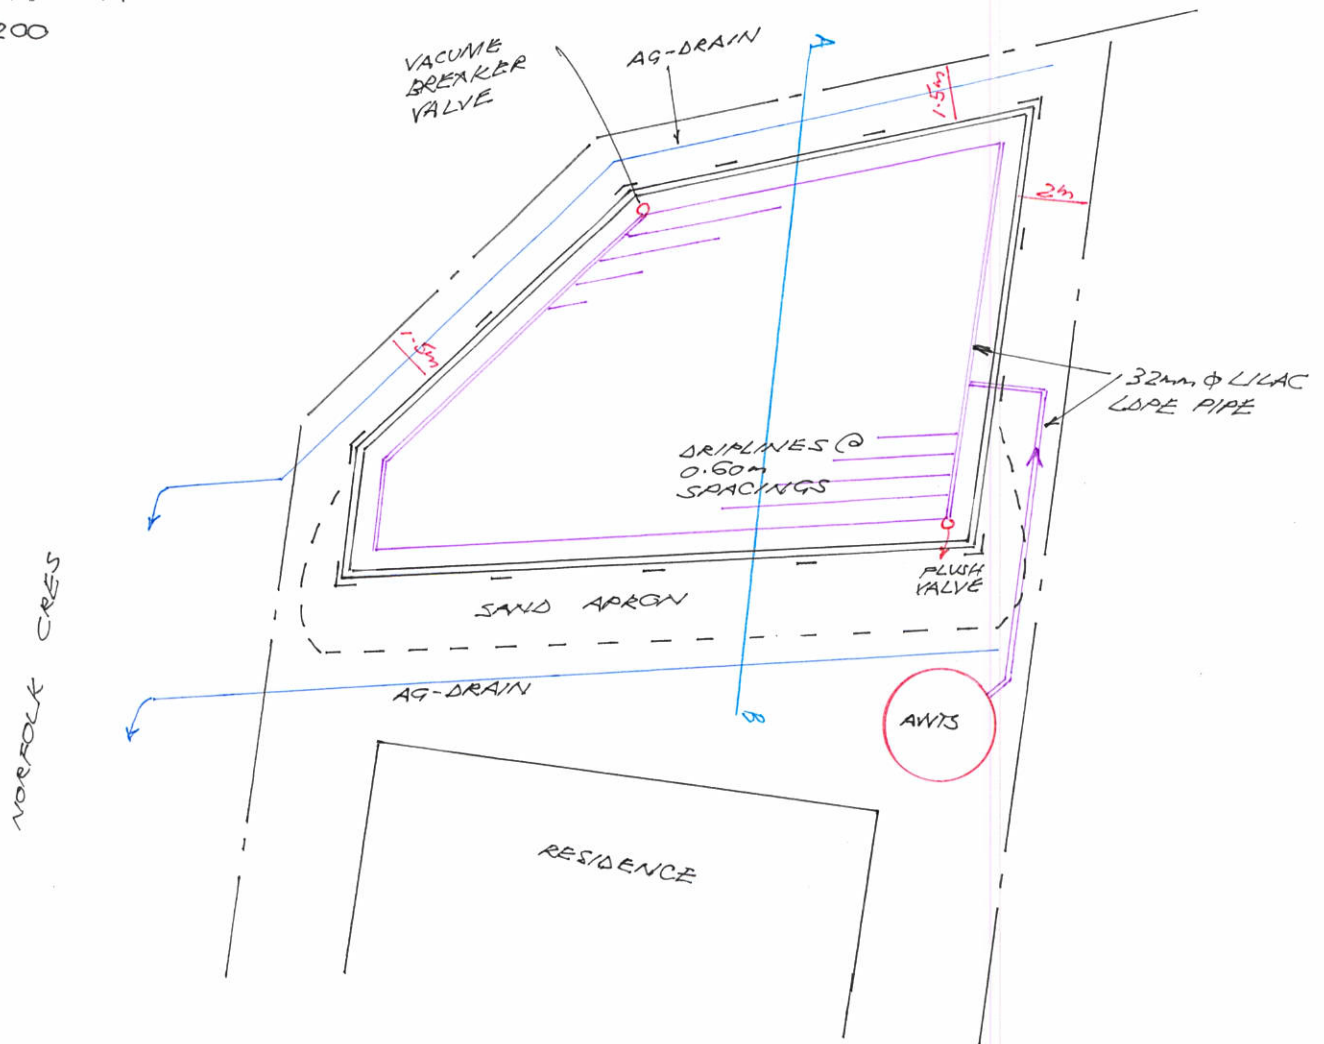 200
VACUME
BREAKER
VALVE
AG-DRAIN
A
1.5m
2m
1.5m
32mm φ LILAC
LDPE PIPE
DRIPLINES @
0.60m
SPACINGS
FLUSH
VALVE
SAND APRON
AG-DRAIN
B
AWTS
NORFOLK CRES
RESIDENCE